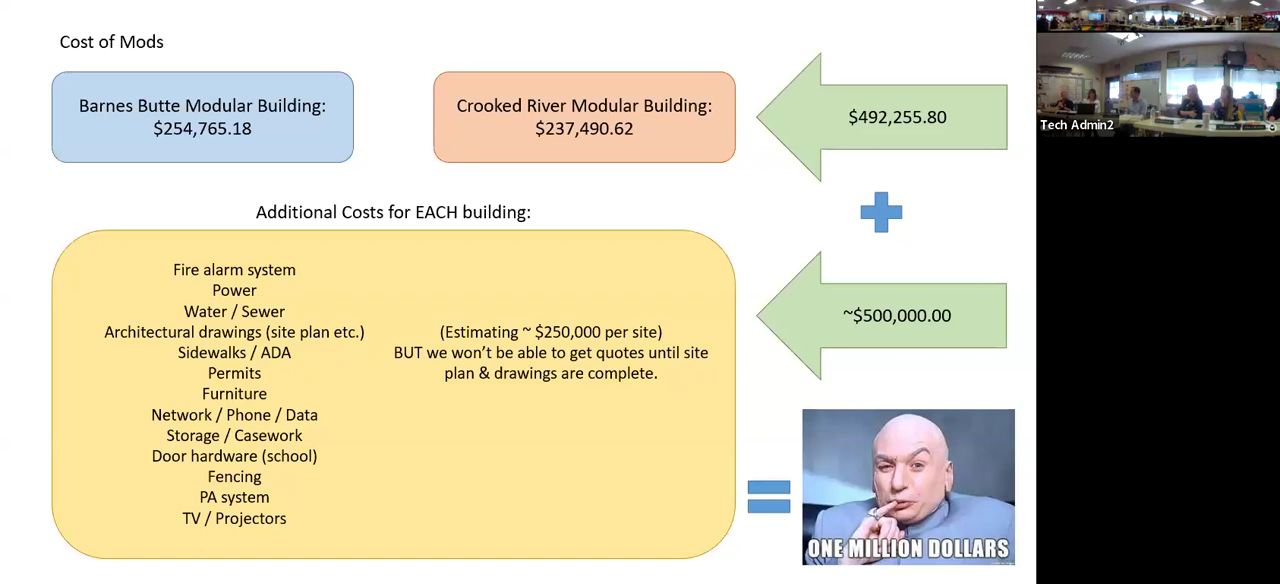 Cost of Mods
Barnes Butte Modular Building:
$254,765.18
Crooked River Modular Building:
$237,490.62
$492,255.80
Additional Costs for EACH building:
Fire alarm system
Power
Water / Sewer
Architectural drawings (site plan etc.)
Sidewalks / ADA
Permits
Furniture
Network / Phone / Data
Storage / Casework
Door hardware (school)
Fencing
PA system
TV / Projectors
(Estimating ~ $250,000 per site)
BUT we won’t be able to get quotes until site
plan & drawings are complete.
~$500,000.00
ONE MILLION DOLLARS
Tech Admin2